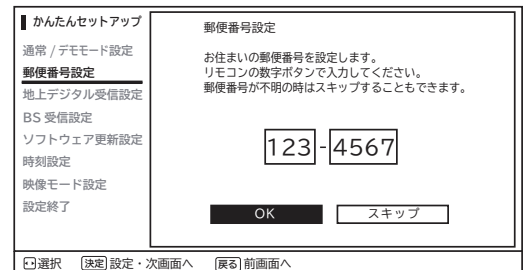 かんたんセットアップ
通常 / デモモード設定
郵便番号設定
地上デジタル受信設定
BS 受信設定
ソフトウェア更新設定
時刻設定
映像モード設定
設定終了
郵便番号設定
お住まいの郵便番号を設定します。
リモコンの数字ボタンで入力してください。
郵便番号が不明の時はスキップすることもできます。
123-4567
OK スキップ
選択 決定 設定・次画面へ 戻る 前画面へ